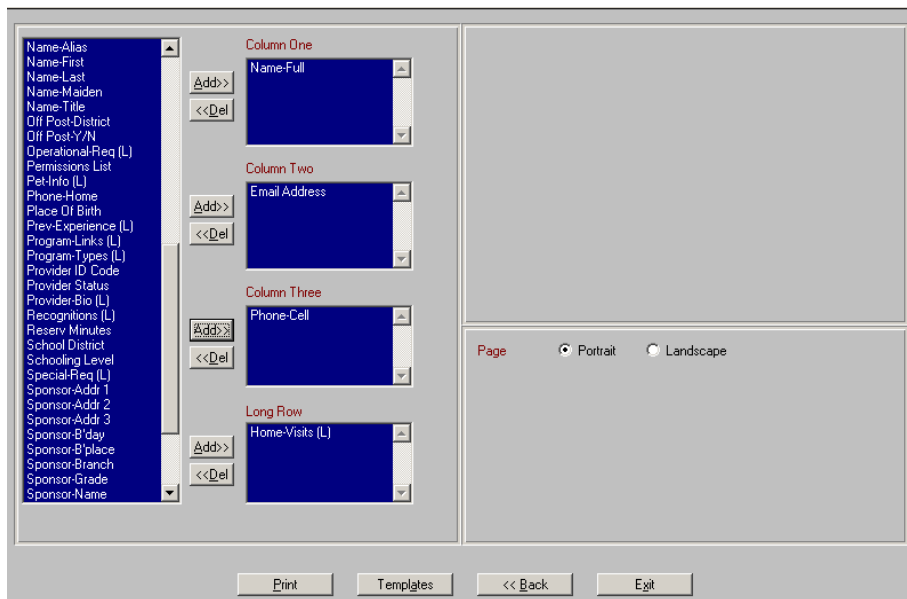 Name-Alias
Name-First
Name-Last
Name-Maiden
Name-Title
Off Post-District
Off Post-Y/N
Operational-Req (L)
Permissions List
Pet-Info (L)
Phone-Home
Place Of Birth
Prev-Experience (L)
Program-Links (L)
Program-Types (L)
Provider ID Code
Provider Status
Provider-Bio (L)
Recognitions (L)
Reserv Minutes
School District
Schooling Level
Special-Req (L)
Sponsor-Addr 1
Sponsor-Addr 2
Sponsor-Addr 3
Sponsor-B'day
Sponsor-B'place
Sponsor-Branch
Sponsor-Grade
Sponsor-Name
Column One
Add>>
<<Del
Name-Full
Column Two
Add>>
<<Del
Email Address
Column Three
Add>>
<<Del
Phone-Cell
Long Row
Add>>
<<Del
Home-Visits (L)
Page Portrait Landscape
Print Templates << Back Exit